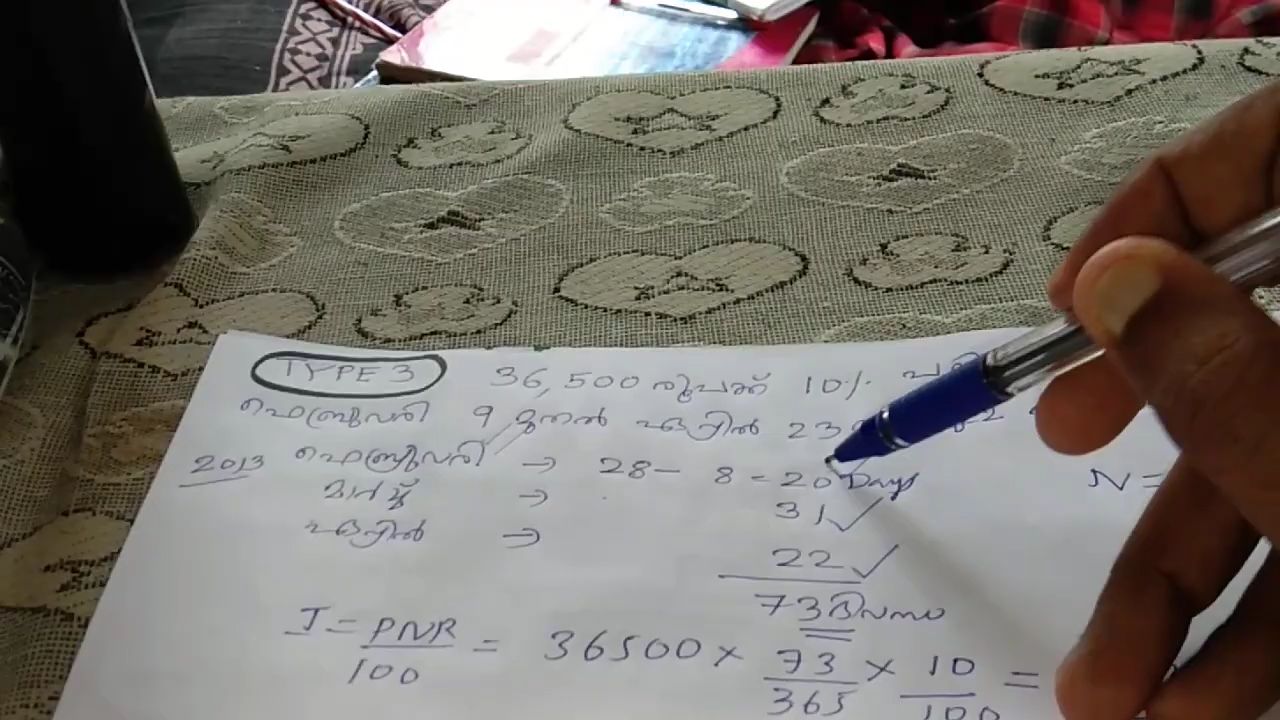 TYPE 3 36,500 രൂപക്ക് 10%
ഫെബ്രുവരി 9 മുതൽ ഏപ്രിൽ 23
2013 ഫെബ്രുവരി → 28 - 8 = 20 Days N =
മാർച്ച് → 31 ✓
ഏപ്രിൽ → 22 ✓
73 ദിവസം
I = PNR/100 = 36500 × 73/365 × 10/100 =